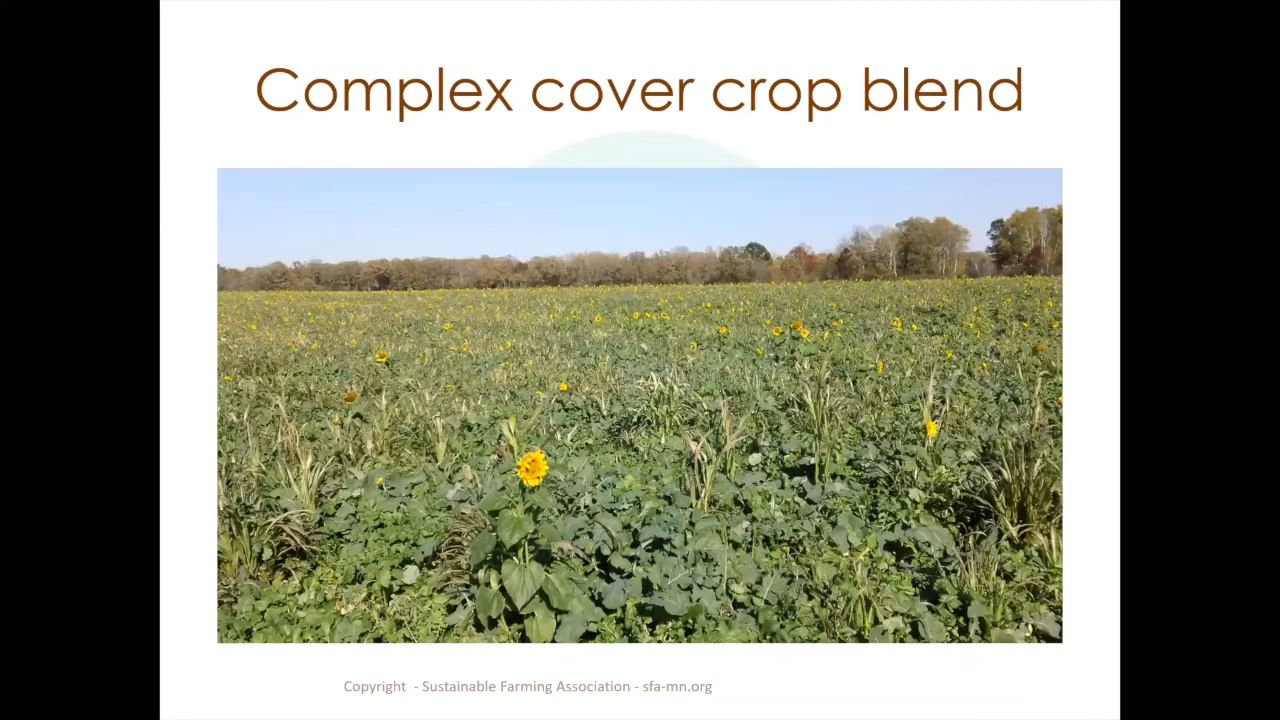 Complex cover crop blend
Copyright - Sustainable Farming Association - sfa-mn.org